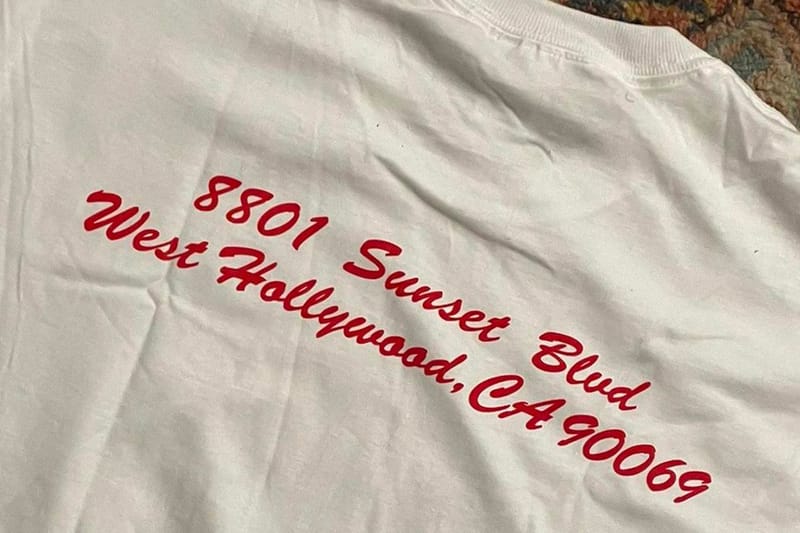 8801 Sunset Blvd
West Hollywood, CA 90069